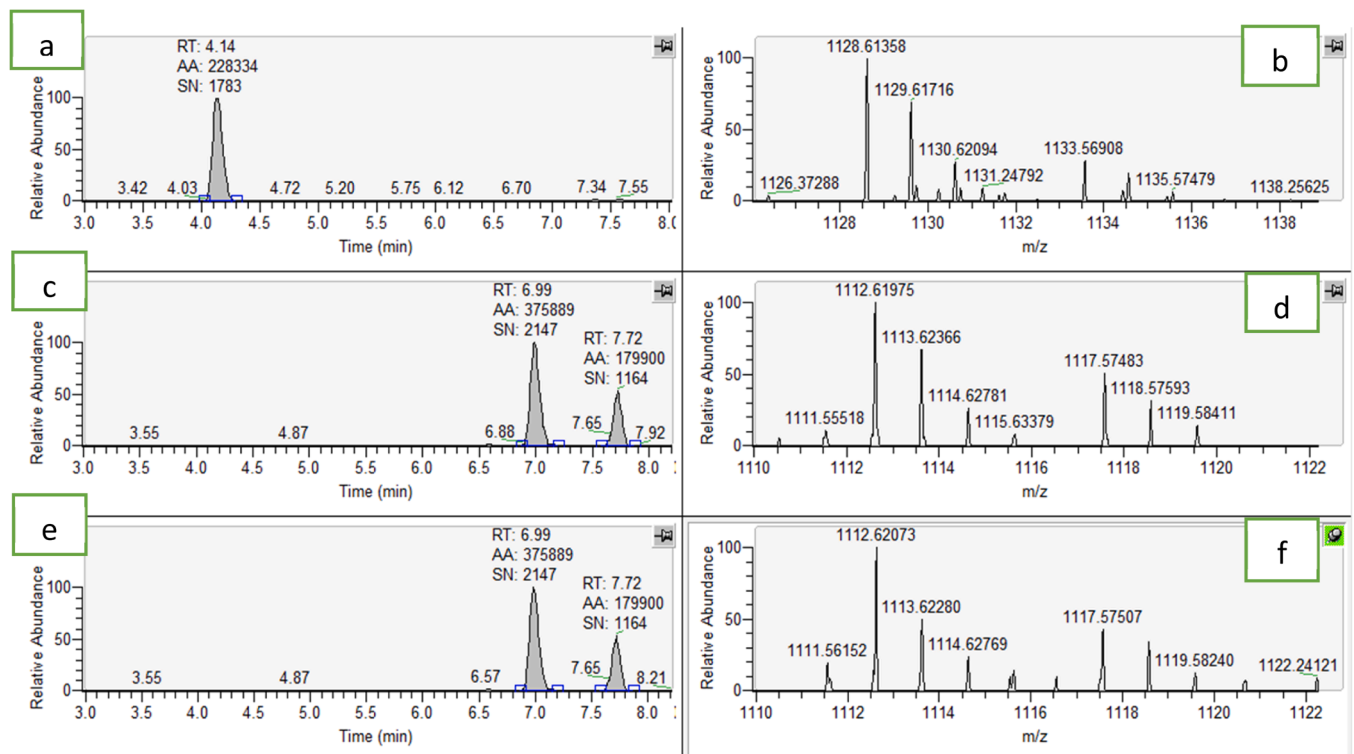 a
RT: 4.14
AA: 228334
SN: 1783
Relative Abundance
100
50
0
3.42 4.03 4.72 5.20 5.75 6.12 6.70 7.34 7.55
3.0 3.5 4.0 4.5 5.0 5.5 6.0 6.5 7.0 7.5 8.0
Time (min)
b
1128.61358
1129.61716
1130.62094
1133.56908
1126.37288
1131.24792
1135.57479
1138.25625
Relative Abundance
100
50
0
1128 1130 1132 1134 1136 1138
m/z
c
RT: 6.99
AA: 375889
SN: 2147
RT: 7.72
AA: 179900
SN: 1164
Relative Abundance
100
50
0
3.55 4.87 6.88 7.65 7.92
3.0 3.5 4.0 4.5 5.0 5.5 6.0 6.5 7.0 7.5 8.0
Time (min)
d
1112.61975
1113.62366
1117.57483
1114.62781
1118.57593
1111.55518
1115.63379
1119.58411
Relative Abundance
100
50
0
1110 1112 1114 1116 1118 1120 1122
m/z
e
RT: 6.99
AA: 375889
SN: 2147
RT: 7.72
AA: 179900
SN: 1164
Relative Abundance
100
50
0
3.55 4.87 6.57 7.65 8.21
3.0 3.5 4.0 4.5 5.0 5.5 6.0 6.5 7.0 7.5 8.0
Time (min)
f
1112.62073
1113.62280
1117.57507
1111.56152
1114.62769
1119.58240
1122.24121
Relative Abundance
100
50
0
1110 1112 1114 1116 1118 1120 1122
m/z